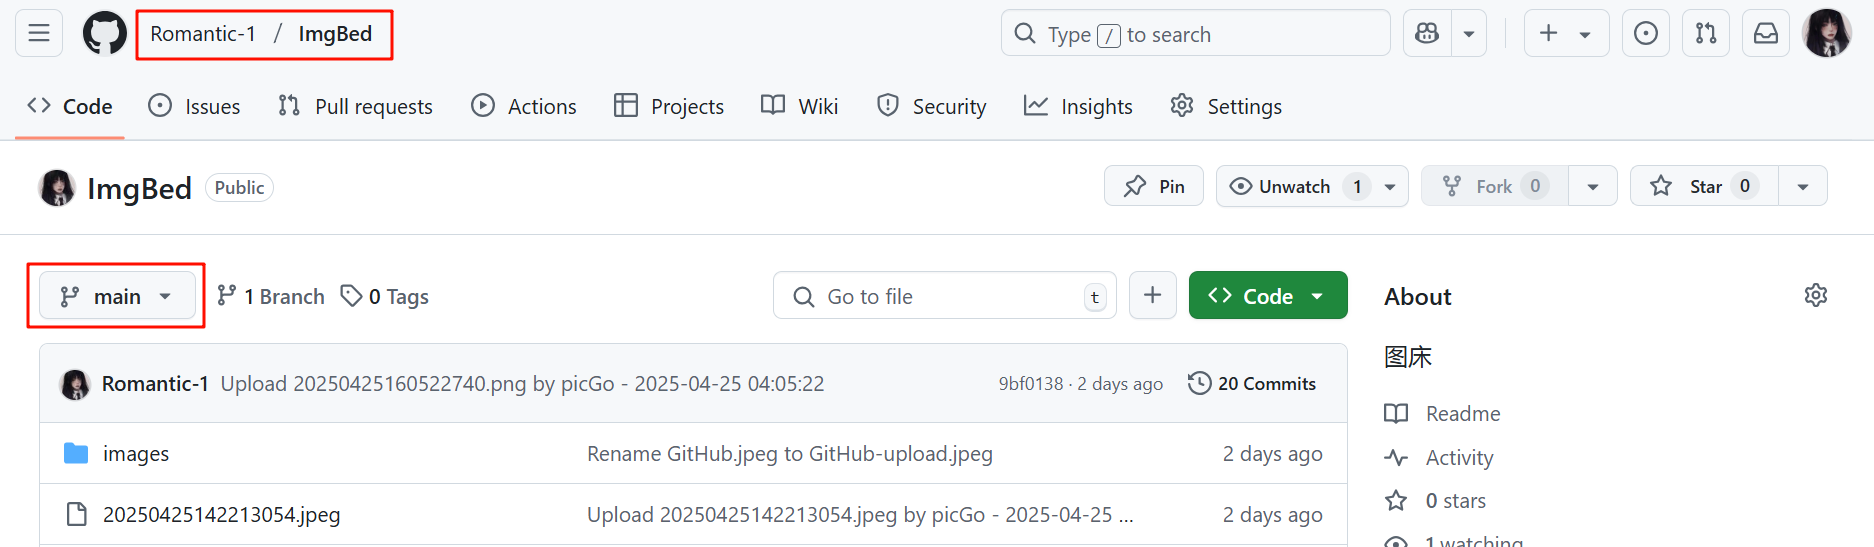 Romantic-1 / ImgBed
Type / to search
Code Issues Pull requests Actions Projects Wiki Security Insights Settings
ImgBed Public
Pin Unwatch 1 Fork 0 Star 0
main 1 Branch 0 Tags
Go to file t
Code
About
图床
Romantic-1 Upload 20250425160522740.png by picGo - 2025-04-25 04:05:22 9bf0138 · 2 days ago 20 Commits
Readme
images Rename GitHub.jpeg to GitHub-upload.jpeg 2 days ago
Activity
0 stars
20250425142213054.jpeg Upload 20250425142213054.jpeg by picGo - 2025-04-25 ... 2 days ago
1 watching